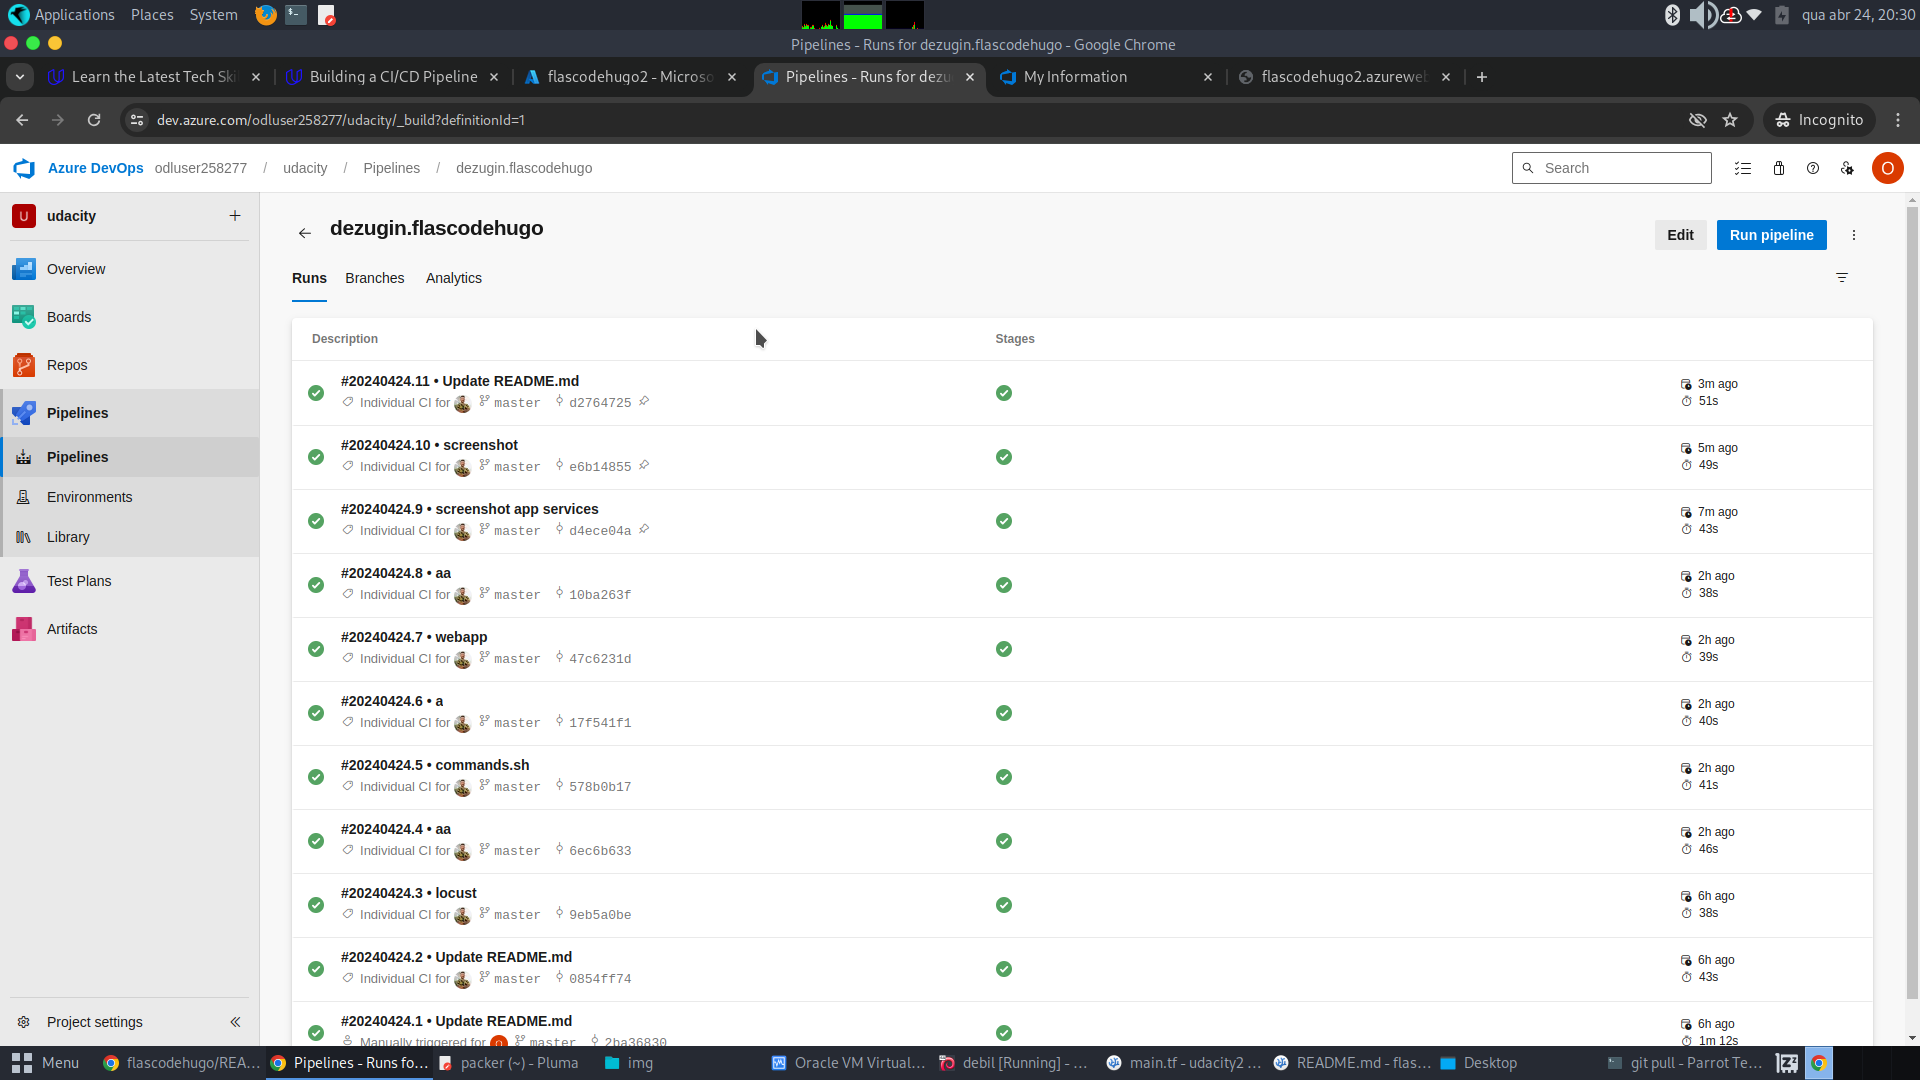 Applications Places System
qua abr 24, 20:30
Pipelines - Runs for dezugin.flascodehugo - Google Chrome
Learn the Latest Tech Ski
Building a CI/CD Pipeline
flascodehugo2 - Microso
Pipelines - Runs for dezu
My Information
flascodehugo2.azureweb
dev.azure.com/odluser258277/udacity/_build?definitionId=1
Incognito
Azure DevOps odluser258277 / udacity / Pipelines / dezugin.flascodehugo
Search
O
U udacity +
Overview
Boards
Repos
Pipelines
Pipelines
Environments
Library
Test Plans
Artifacts
Project settings
dezugin.flascodehugo
Edit
Run pipeline
Runs Branches Analytics
Description Stages
#20240424.11 • Update README.md
Individual CI for master d2764725
3m ago
51s
#20240424.10 • screenshot
Individual CI for master e6b14855
5m ago
49s
#20240424.9 • screenshot app services
Individual CI for master d4ece04a
7m ago
43s
#20240424.8 • aa
Individual CI for master 10ba263f
2h ago
38s
#20240424.7 • webapp
Individual CI for master 47c6231d
2h ago
39s
#20240424.6 • a
Individual CI for master 17f541f1
2h ago
40s
#20240424.5 • commands.sh
Individual CI for master 578b0b17
2h ago
41s
#20240424.4 • aa
Individual CI for master 6ec6b633
2h ago
46s
#20240424.3 • locust
Individual CI for master 9eb5a0be
6h ago
38s
#20240424.2 • Update README.md
Individual CI for master 0854ff74
6h ago
43s
#20240424.1 • Update README.md
Manually triggered for master 2ba36830
6h ago
1m 12s
Menu
flascodehugo/REA...
Pipelines - Runs fo...
packer (~) - Pluma
img
Oracle VM Virtual...
debil [Running] - ...
main.tf - udacity2 ...
README.md - flas...
Desktop
git pull - Parrot Te...